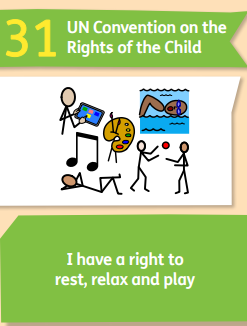 31
UN Convention on the
Rights of the Child
I have a right to
rest, relax and play